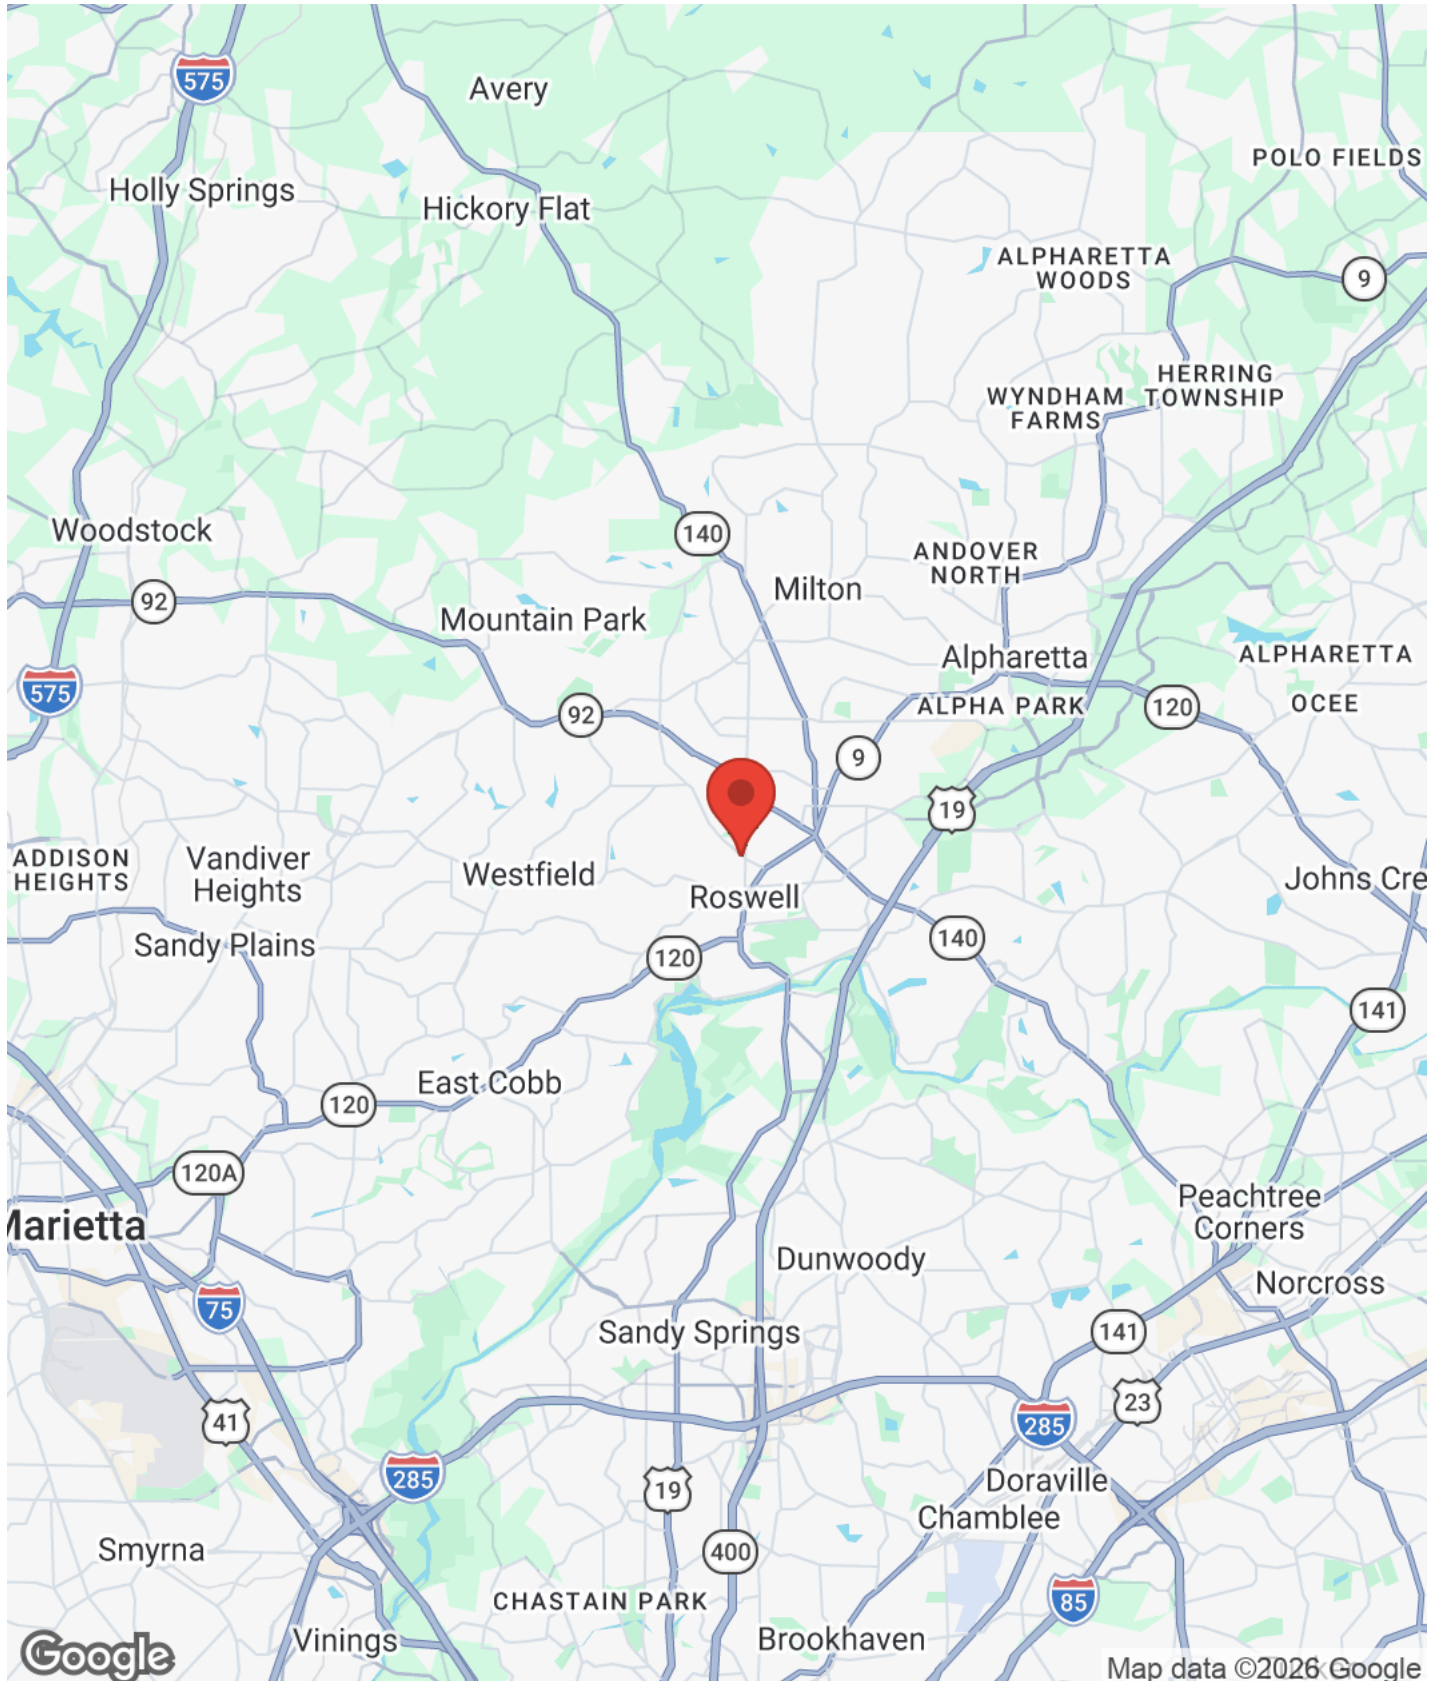 575
Avery
POLO FIELDS
Holly Springs
Hickory Flat
ALPHARETTA
WOODS
9
HERRING
TOWNSHIP
WYNDHAM
FARMS
Woodstock
140
ANDOVER
NORTH
Milton
92
Mountain Park
Alpharetta
ALPHARETTA
575
92
ALPHA PARK
120
OCEE
9
19
ADDISON
HEIGHTS
Vandiver
Heights
Westfield
Johns Cre
Roswell
Sandy Plains
120
140
141
East Cobb
120
120A
Marietta
Peachtree
Corners
Dunwoody
Norcross
75
Sandy Springs
141
41
23
285
285
19
Doraville
Chamblee
Smyrna
400
CHASTAIN PARK
85
Vinings
Brookhaven
Google
Map data ©2026 Google